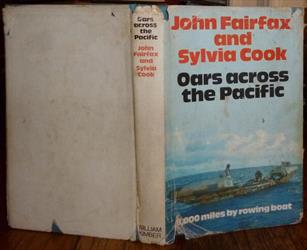 Oars
across
the
Pacific
John
Fairfax
and
Sylvia
Cook
WILLIAM
KIMBER
John Fairfax
and
Sylvia Cook
Oars across
the Pacific
8,000 miles by rowing boat